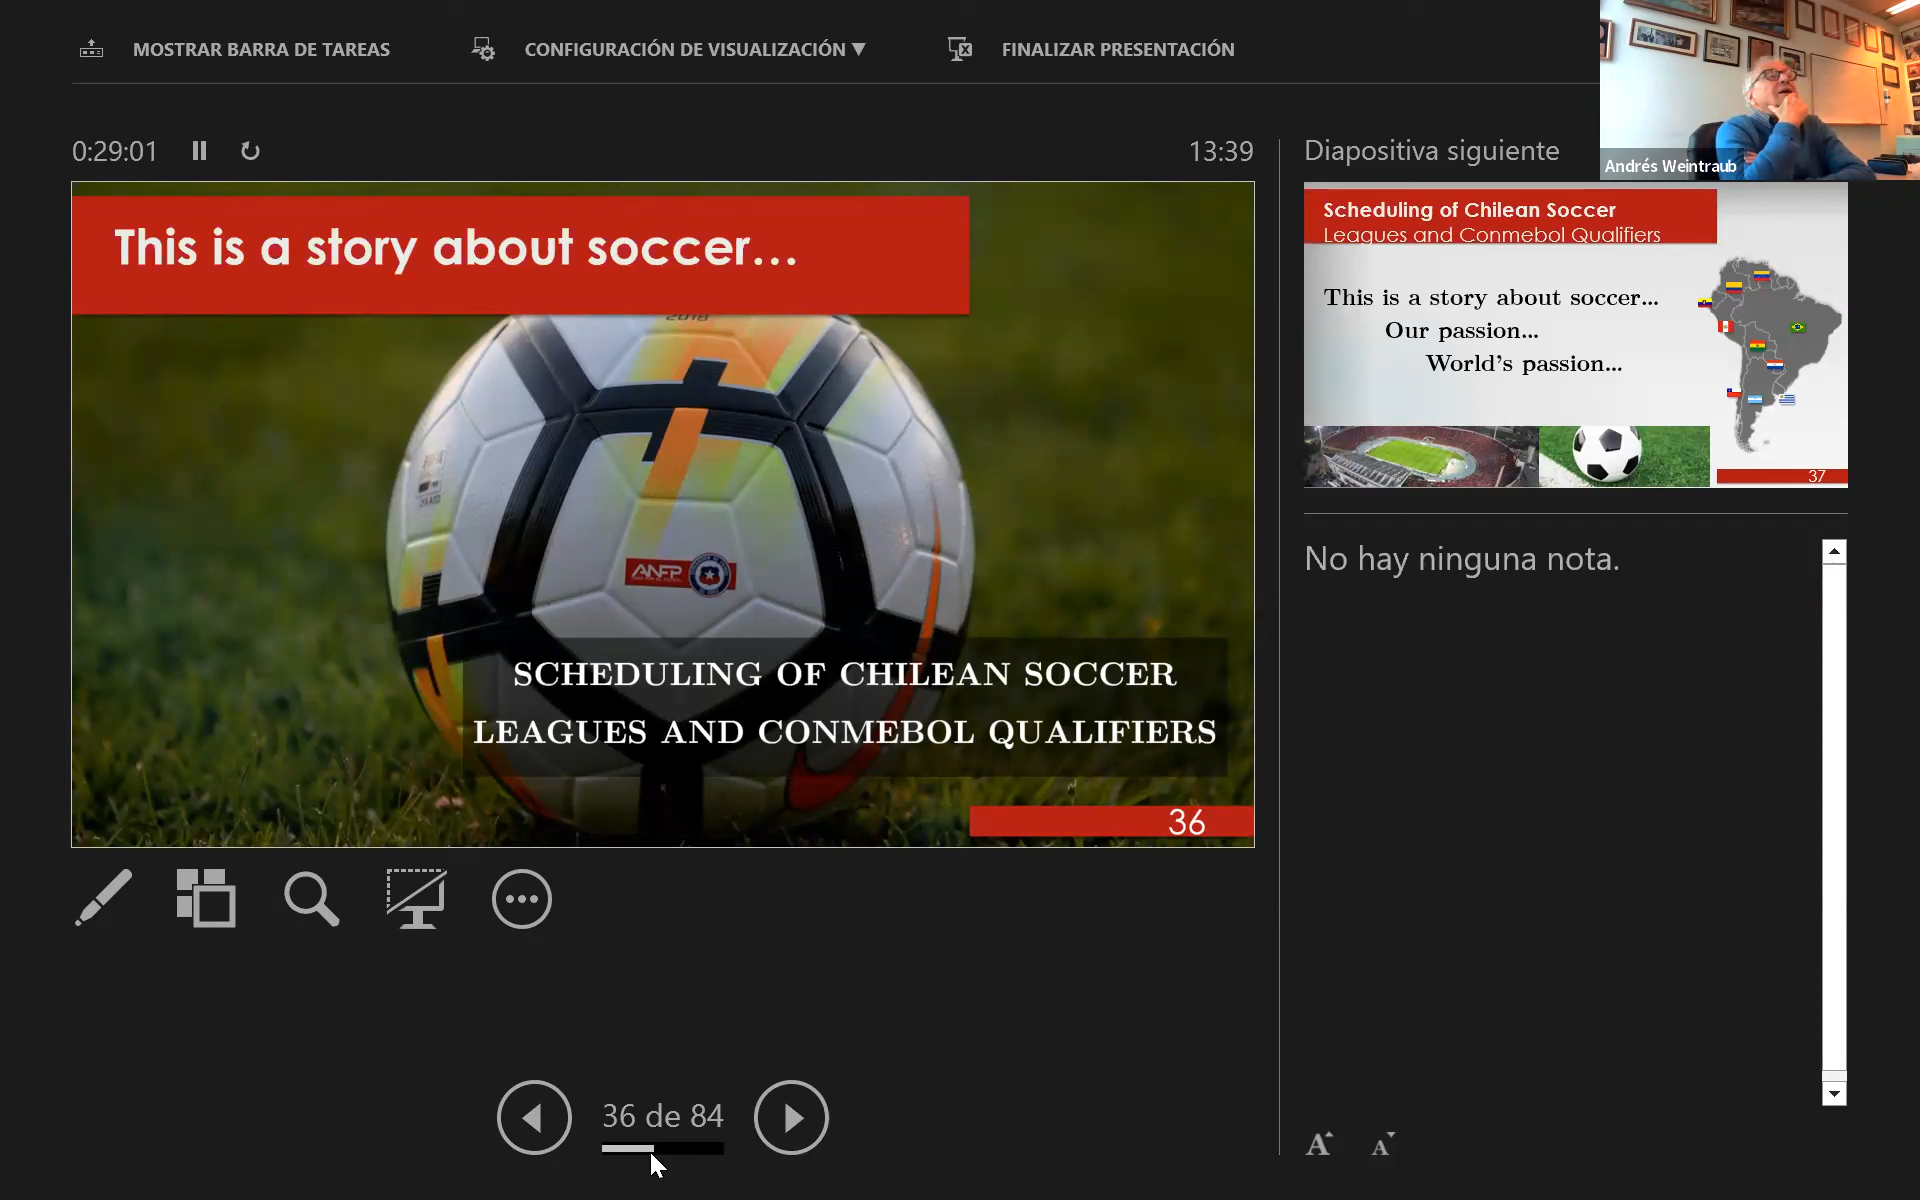 MOSTRAR BARRA DE TAREAS
CONFIGURACIÓN DE VISUALIZACIÓN ▼
FINALIZAR PRESENTACIÓN
Andrés Weintraub
0:29:01
13:39
This is a story about soccer...
2018
ANFP
SCHEDULING OF CHILEAN SOCCER
LEAGUES AND CONMEBOL QUALIFIERS
36
36 de 84
Diapositiva siguiente
Scheduling of Chilean Soccer
Leagues and Conmebol Qualifiers
This is a story about soccer...
Our passion...
World's passion...
37
No hay ninguna nota.
A A